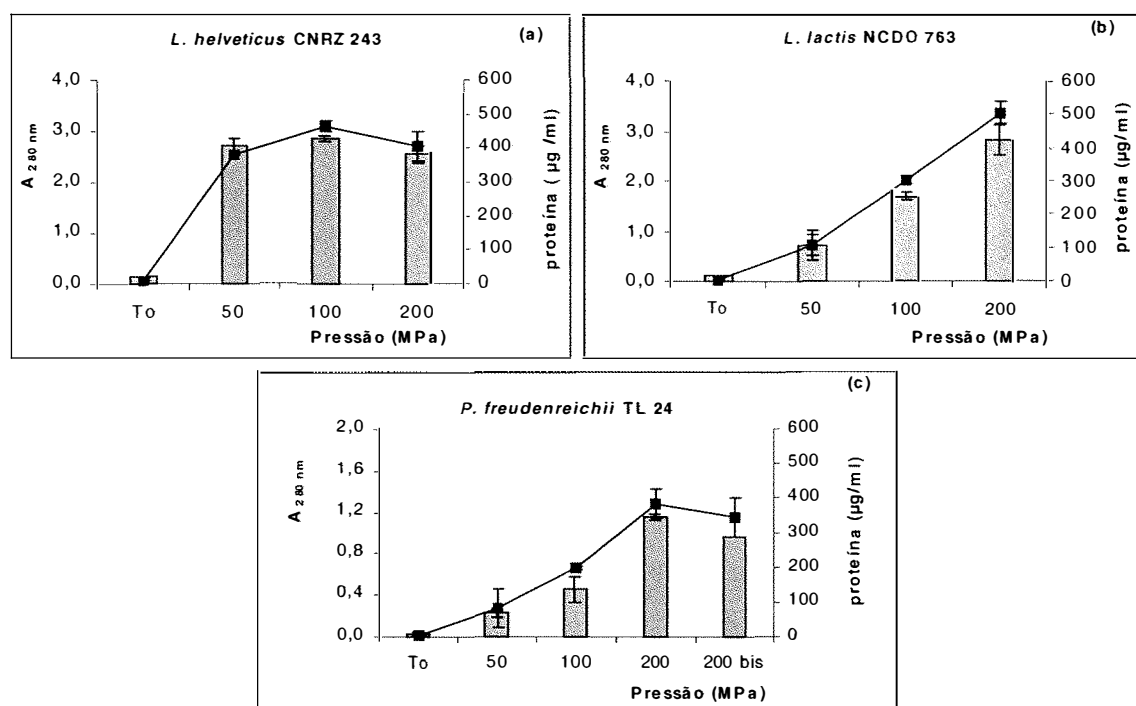 L. helveticus CNRZ 243
(a)
4,0
3,0
2,0
1,0
0,0
A 280 nm
600
500
400
300
200
100
0
proteína ( µg /ml)
To 50 100 200
Pressão (MPa)
L. lactis NCDO 763
(b)
4,0
3,0
2,0
1,0
0,0
A 280 nm
600
500
400
300
200
100
0
proteína (µg/ml)
To 50 100 200
Pressão (MPa)
P. freudenreichii TL 24
(c)
2,0
1,6
1,2
0,8
0,4
0,0
A 280 nm
600
500
400
300
200
100
0
proteína (µg/ml)
To 50 100 200 200 bis
Pressão (MPa)